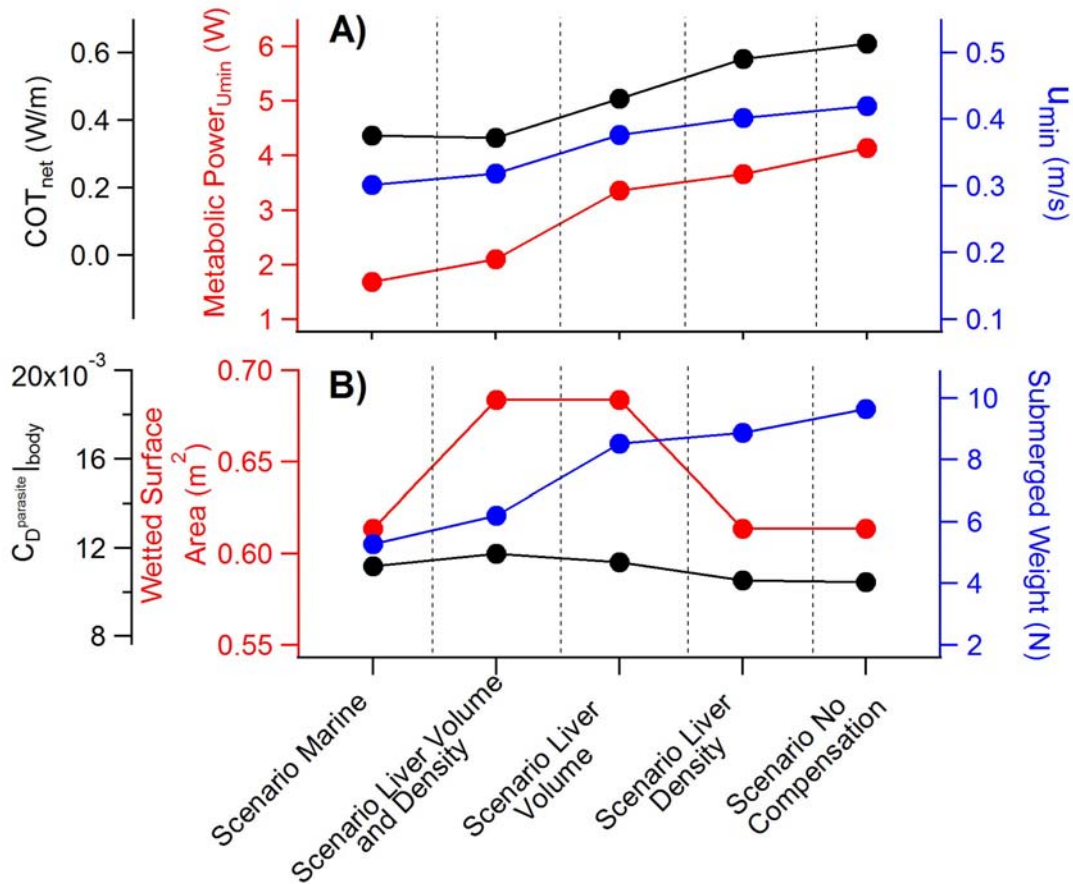 A)
COT_net (W/m)
0.6
0.4
0.2
0.0
Metabolic Power_Umin (W)
6
5
4
3
2
1
0.5
0.4
0.3
0.2
0.1
u_min (m/s)
B)
C_D^parasite|_body
20x10^-3
16
12
8
Wetted Surface
Area (m^2)
0.70
0.65
0.60
0.55
10
8
6
4
2
Submerged Weight (N)
Scenario Marine
Scenario Liver Volume
and Density
Scenario Liver
Volume
Scenario Liver
Density
Scenario No
Compensation